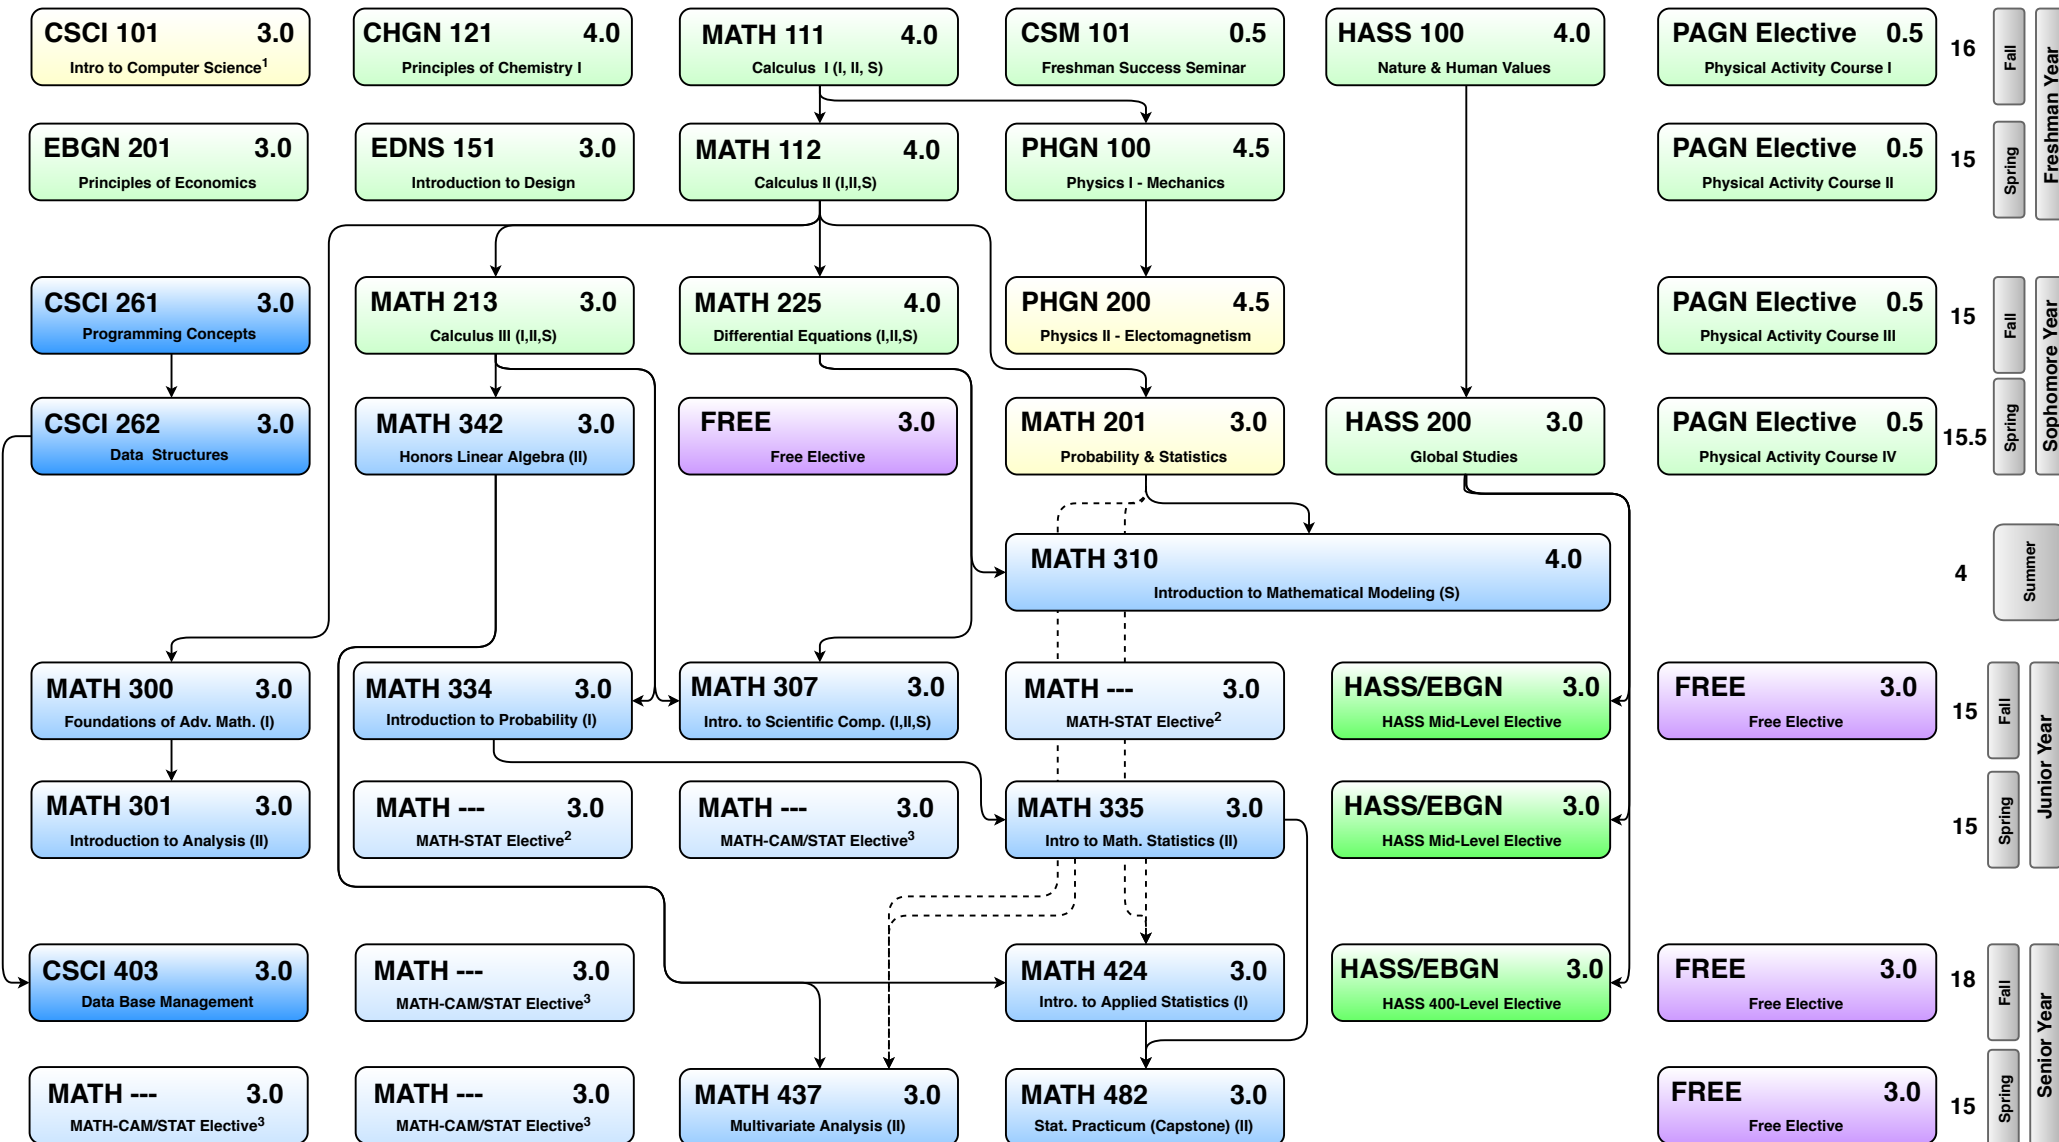 CSCI 101 3.0
Intro to Computer Science1
CHGN 121 4.0
Principles of Chemistry I
MATH 111 4.0
Calculus I (I, II, S)
CSM 101 0.5
Freshman Success Seminar
HASS 100 4.0
Nature & Human Values
PAGN Elective 0.5
Physical Activity Course I
16
Fall
Freshman Year
EBGN 201 3.0
Principles of Economics
EDNS 151 3.0
Introduction to Design
MATH 112 4.0
Calculus II (I,II,S)
PHGN 100 4.5
Physics I - Mechanics
PAGN Elective 0.5
Physical Activity Course II
15
Spring
CSCI 261 3.0
Programming Concepts
MATH 213 3.0
Calculus III (I,II,S)
MATH 225 4.0
Differential Equations (I,II,S)
PHGN 200 4.5
Physics II - Electomagnetism
PAGN Elective 0.5
Physical Activity Course III
15
Fall
Sophomore Year
CSCI 262 3.0
Data Structures
MATH 342 3.0
Honors Linear Algebra (II)
FREE 3.0
Free Elective
MATH 201 3.0
Probability & Statistics
HASS 200 3.0
Global Studies
PAGN Elective 0.5
Physical Activity Course IV
15.5
Spring
MATH 310 4.0
Introduction to Mathematical Modeling (S)
4
Summer
MATH 300 3.0
Foundations of Adv. Math. (I)
MATH 334 3.0
Introduction to Probability (I)
MATH 307 3.0
Intro. to Scientific Comp. (I,II,S)
MATH --- 3.0
MATH-STAT Elective2
HASS/EBGN 3.0
HASS Mid-Level Elective
FREE 3.0
Free Elective
15
Fall
Junior Year
MATH 301 3.0
Introduction to Analysis (II)
MATH --- 3.0
MATH-STAT Elective2
MATH --- 3.0
MATH-CAM/STAT Elective3
MATH 335 3.0
Intro to Math. Statistics (II)
HASS/EBGN 3.0
HASS Mid-Level Elective
15
Spring
CSCI 403 3.0
Data Base Management
MATH --- 3.0
MATH-CAM/STAT Elective3
MATH 424 3.0
Intro. to Applied Statistics (I)
HASS/EBGN 3.0
HASS 400-Level Elective
FREE 3.0
Free Elective
18
Fall
Senior Year
MATH --- 3.0
MATH-CAM/STAT Elective3
MATH --- 3.0
MATH-CAM/STAT Elective3
MATH 437 3.0
Multivariate Analysis (II)
MATH 482 3.0
Stat. Practicum (Capstone) (II)
FREE 3.0
Free Elective
15
Spring